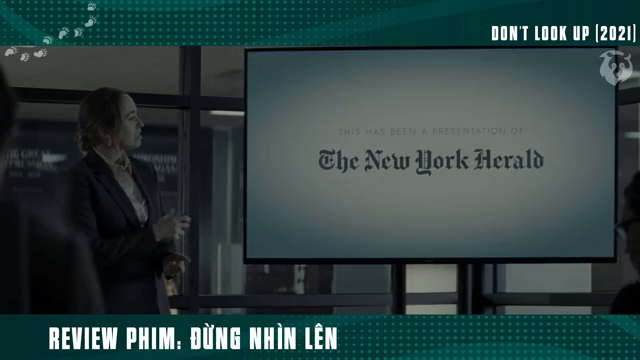 DON'T LOOK UP (2021)
THIS HAS BEEN A PRESENTATION OF
The New York Herald
REVIEW PHIM: ĐỪNG NHÌN LÊN